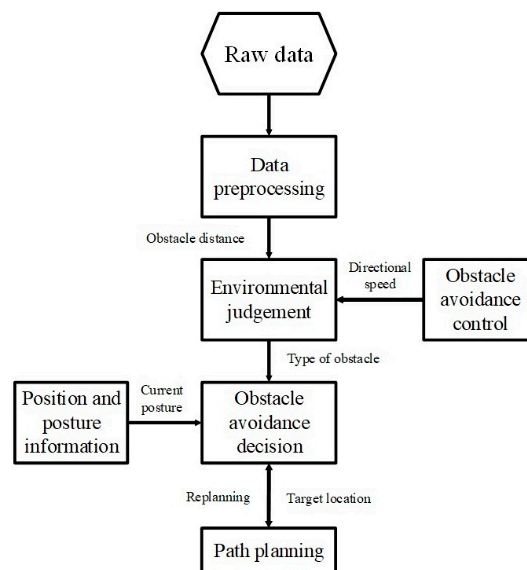 Raw data
Data
preprocessing
Obstacle distance
Environmental
judgement
Directional
speed
Obstacle
avoidance
control
Type of obstacle
Position and
posture
information
Current
posture
Obstacle
avoidance
decision
Replanning
Target location
Path planning